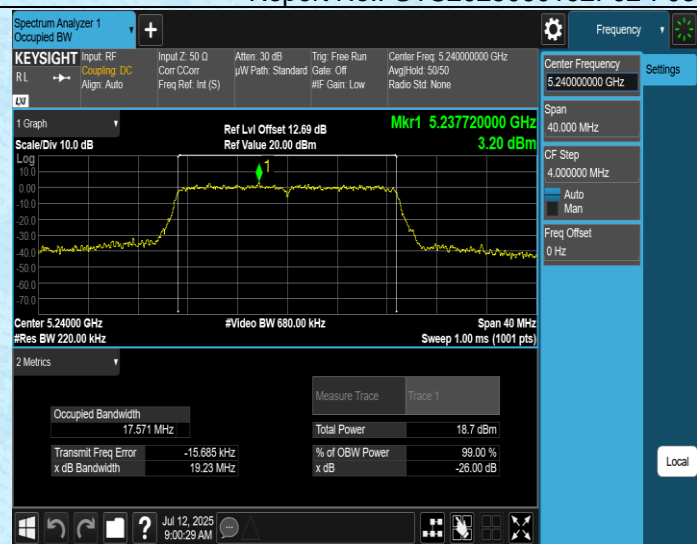 Spectrum Analyzer 1
Occupied BW
+
Frequency
KEYSIGHT
RL
LXI
Input: RF
Coupling: DC
Align: Auto
Input Z: 50 Ω
Corr CCorr
Freq Ref: Int (S)
Atten: 30 dB
µW Path: Standard
Trig: Free Run
Gate: Off
#IF Gain: Low
Center Freq: 5.240000000 GHz
Avg|Hold: 50/50
Radio Std: None
Center Frequency
5.240000000 GHz
Settings
Span
40.000 MHz
CF Step
4.000000 MHz
Auto
Man
Freq Offset
0 Hz
Local
1 Graph
Scale/Div 10.0 dB
Ref Lvl Offset 12.69 dB
Ref Value 20.00 dBm
Mkr1 5.237720000 GHz
3.20 dBm
Log
10.0
0.00
-10.0
-20.0
-30.0
-40.0
-50.0
-60.0
-70.0
1
Center 5.24000 GHz
#Res BW 220.00 kHz
#Video BW 680.00 kHz
Span 40 MHz
Sweep 1.00 ms (1001 pts)
2 Metrics
Measure Trace
Trace 1
Occupied Bandwidth
17.571 MHz
Total Power
18.7 dBm
Transmit Freq Error
-15.685 kHz
% of OBW Power
99.00 %
x dB Bandwidth
19.23 MHz
x dB
-26.00 dB
?
Jul 12, 2025
9:00:29 AM